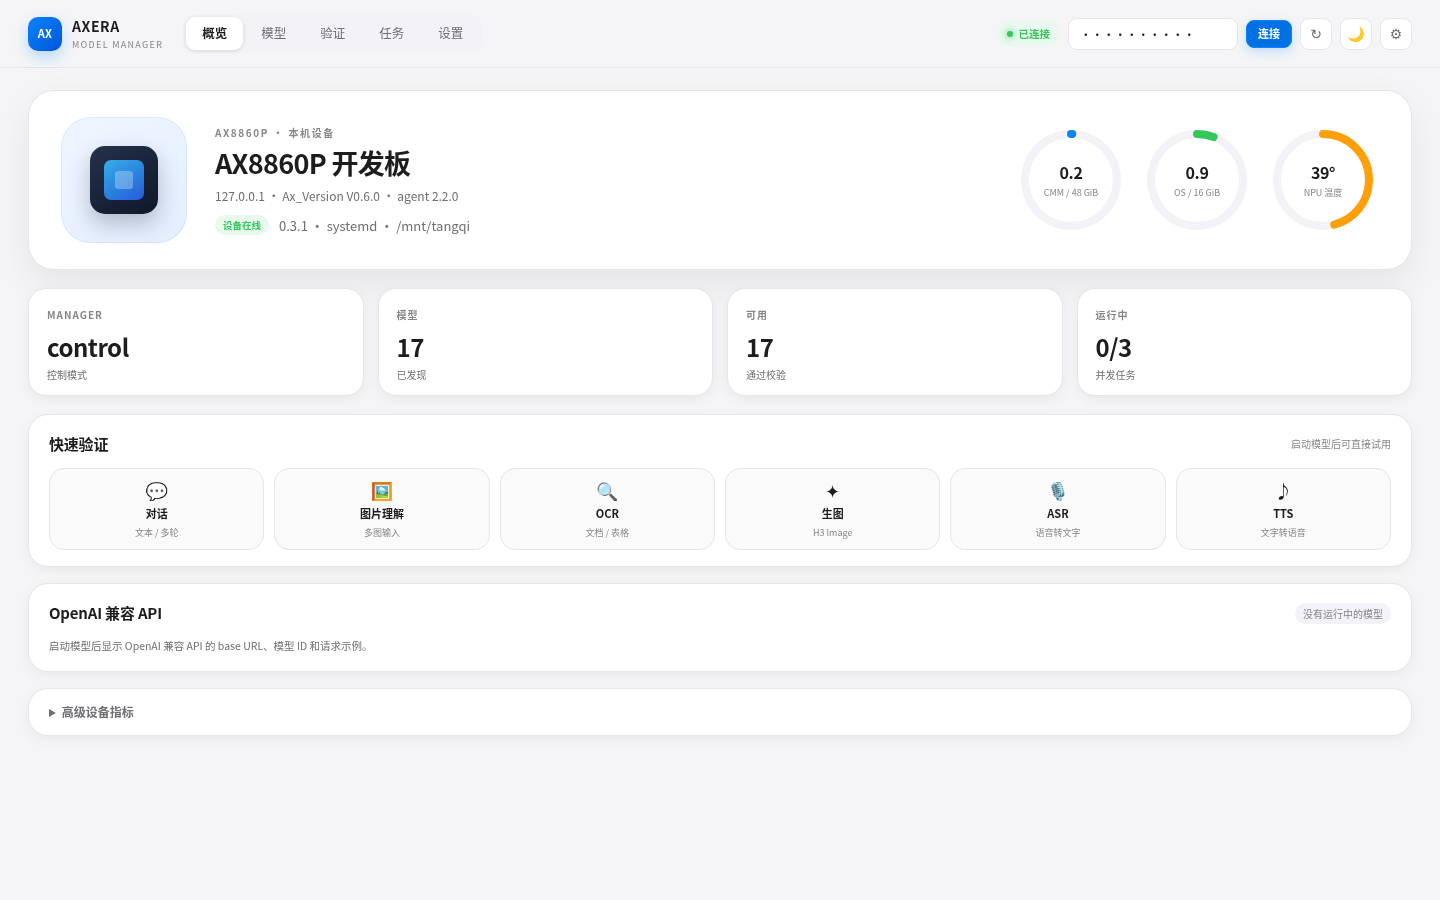 AX
AXERA
MODEL MANAGER
概览
模型
验证
任务
设置
已连接
••••••••••
连接
AX8860P • 本机设备
AX8860P 开发板
127.0.0.1 • Ax_Version V0.6.0 • agent 2.2.0
设备在线
0.3.1 • systemd • /mnt/tangqi
0.2
CMM / 48 GiB
0.9
OS / 16 GiB
39°
NPU 温度
MANAGER
control
控制模式
模型
17
已发现
可用
17
通过校验
运行中
0/3
并发任务
快速验证
启动模型后可直接试用
对话
文本 / 多轮
图片理解
多图输入
OCR
文档 / 表格
生图
H3 Image
ASR
语音转文字
TTS
文字转语音
OpenAI 兼容 API
没有运行中的模型
启动模型后显示 OpenAI 兼容 API 的 base URL、模型 ID 和请求示例。
高级设备指标